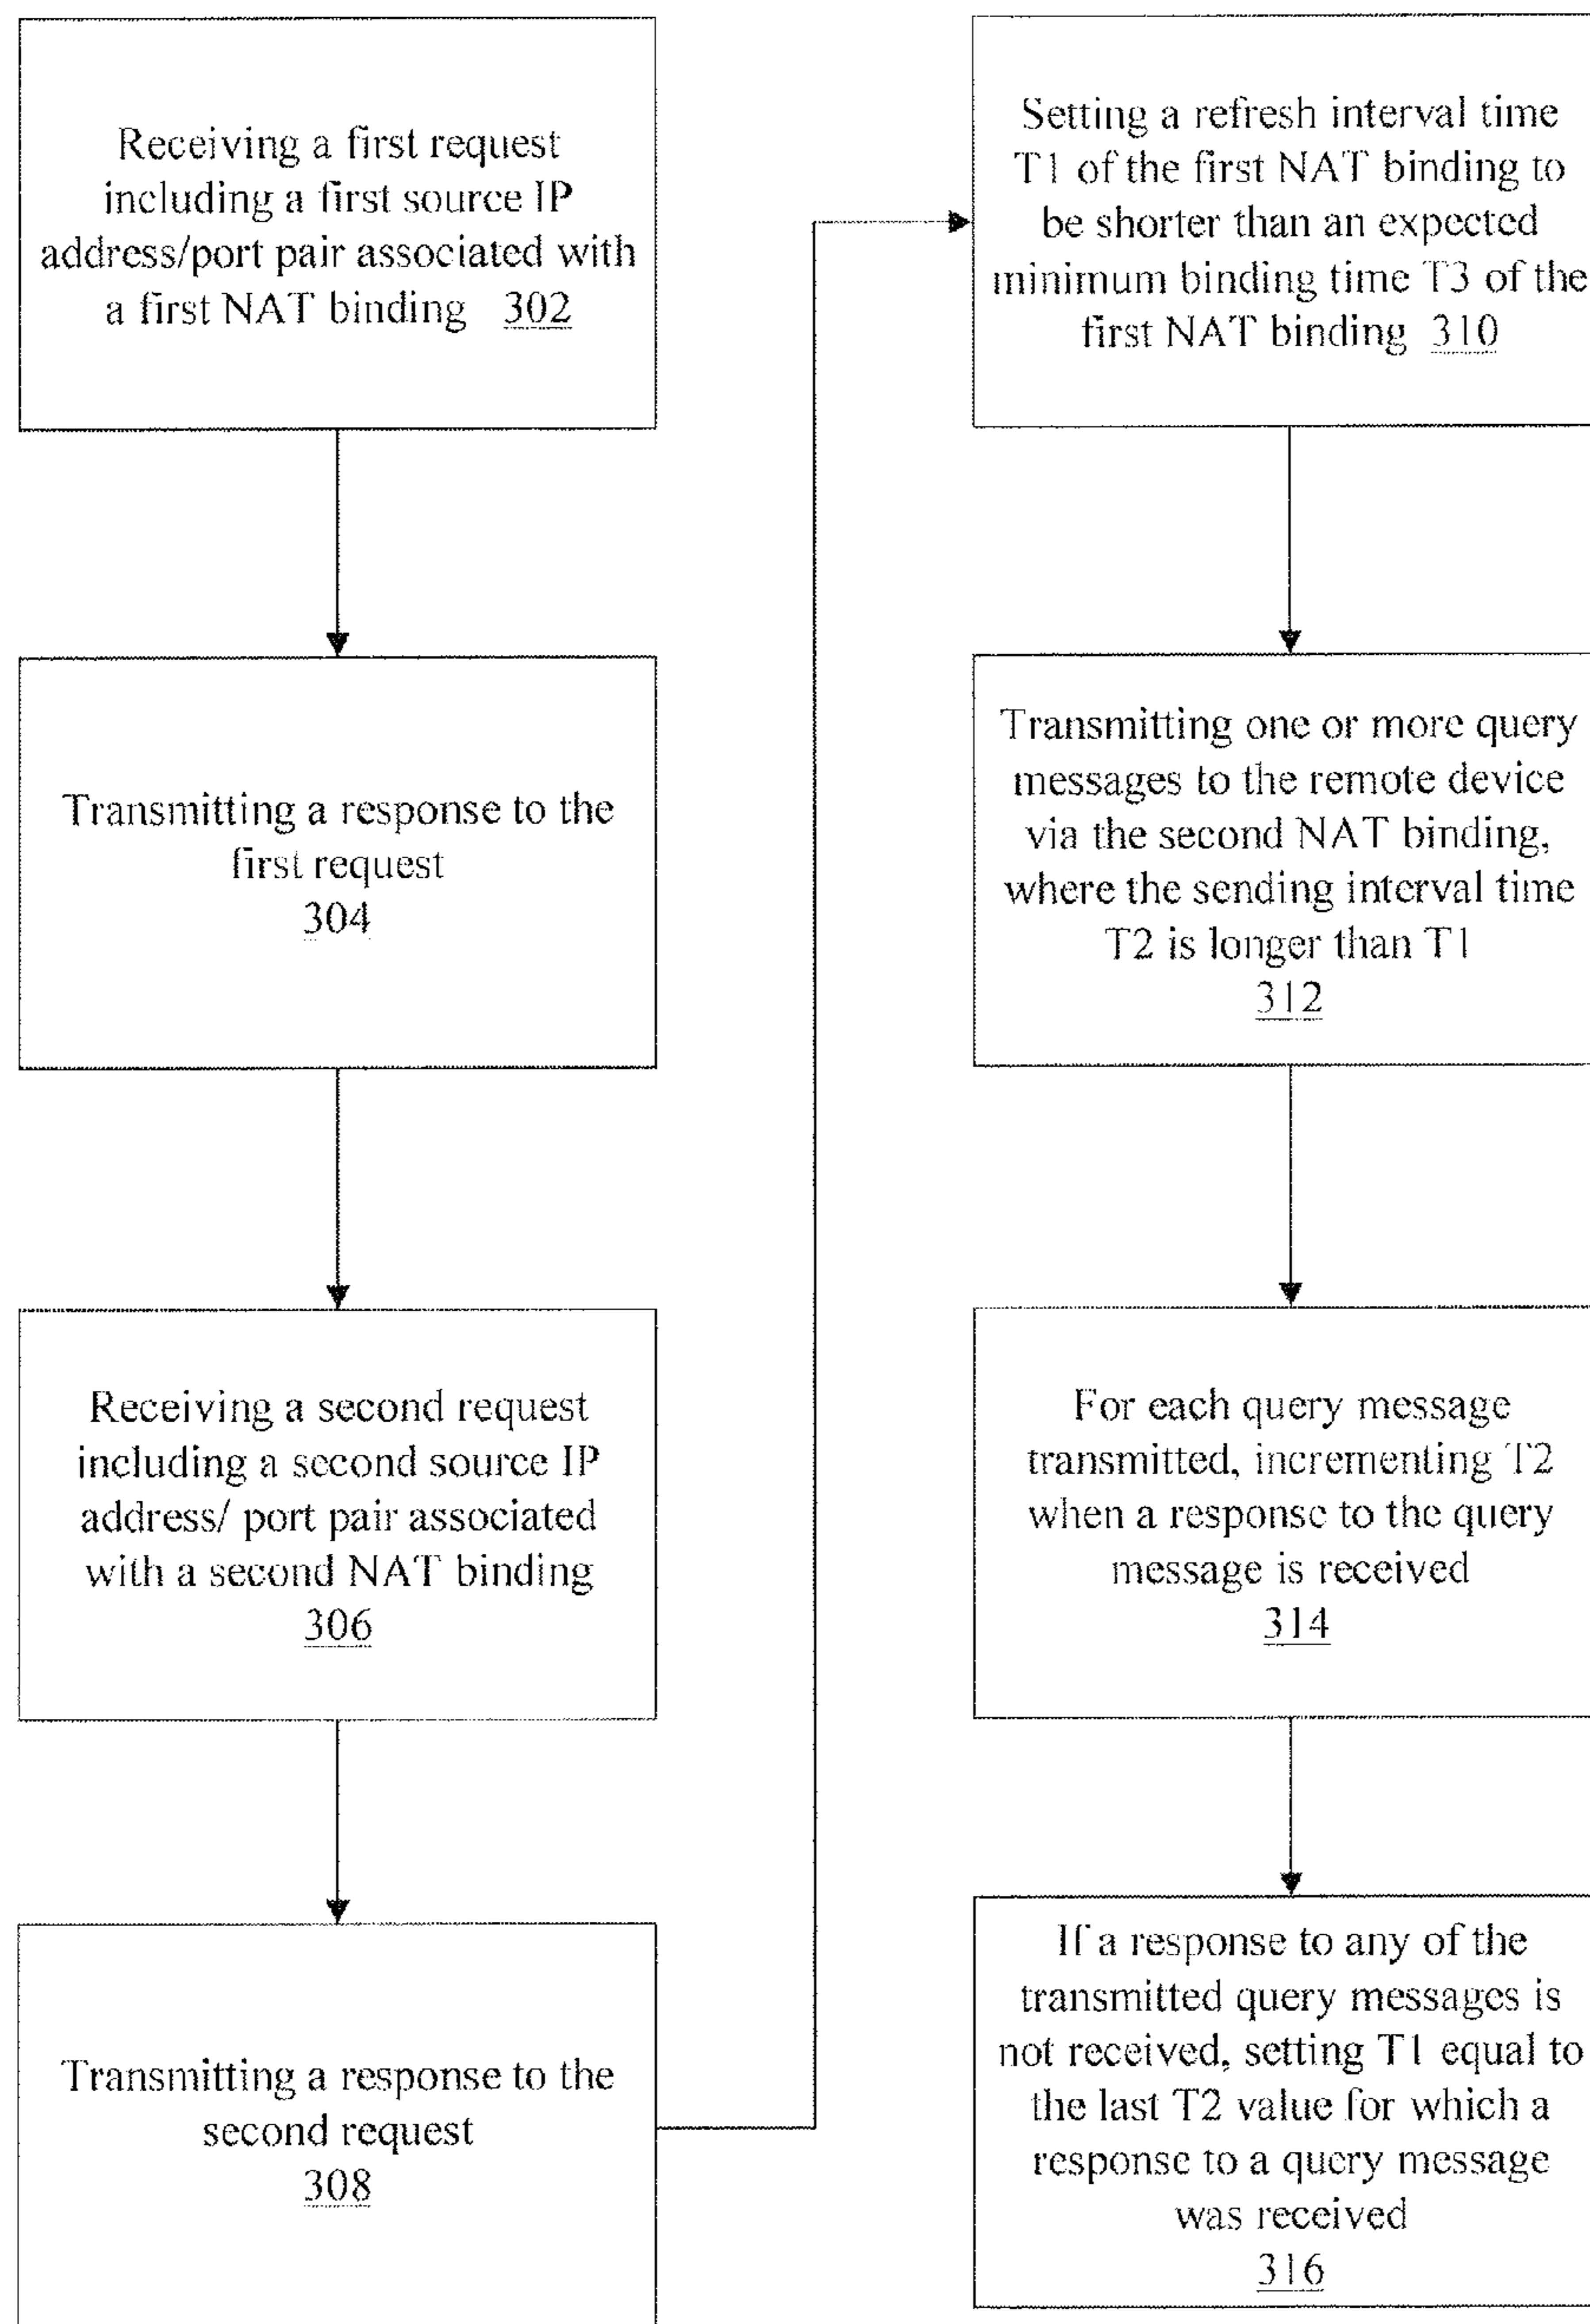 Receiving a first request
including a first source IP
address/port pair associated with
a first NAT binding 302
Transmitting a response to the
first request
304
Receiving a second request
including a second source IP
address/ port pair associated
with a second NAT binding
306
Transmitting a response to the
second request
308
Setting a refresh interval time
T1 of the first NAT binding to
be shorter than an expected
minimum binding time T3 of the
first NAT binding 310
Transmitting one or more query
messages to the remote device
via the second NAT binding,
where the sending interval time
T2 is longer than T1
312
For each query message
transmitted, incrementing T2
when a response to the query
message is received
314
If a response to any of the
transmitted query messages is
not received, setting T1 equal to
the last T2 value for which a
response to a query message
was received
316